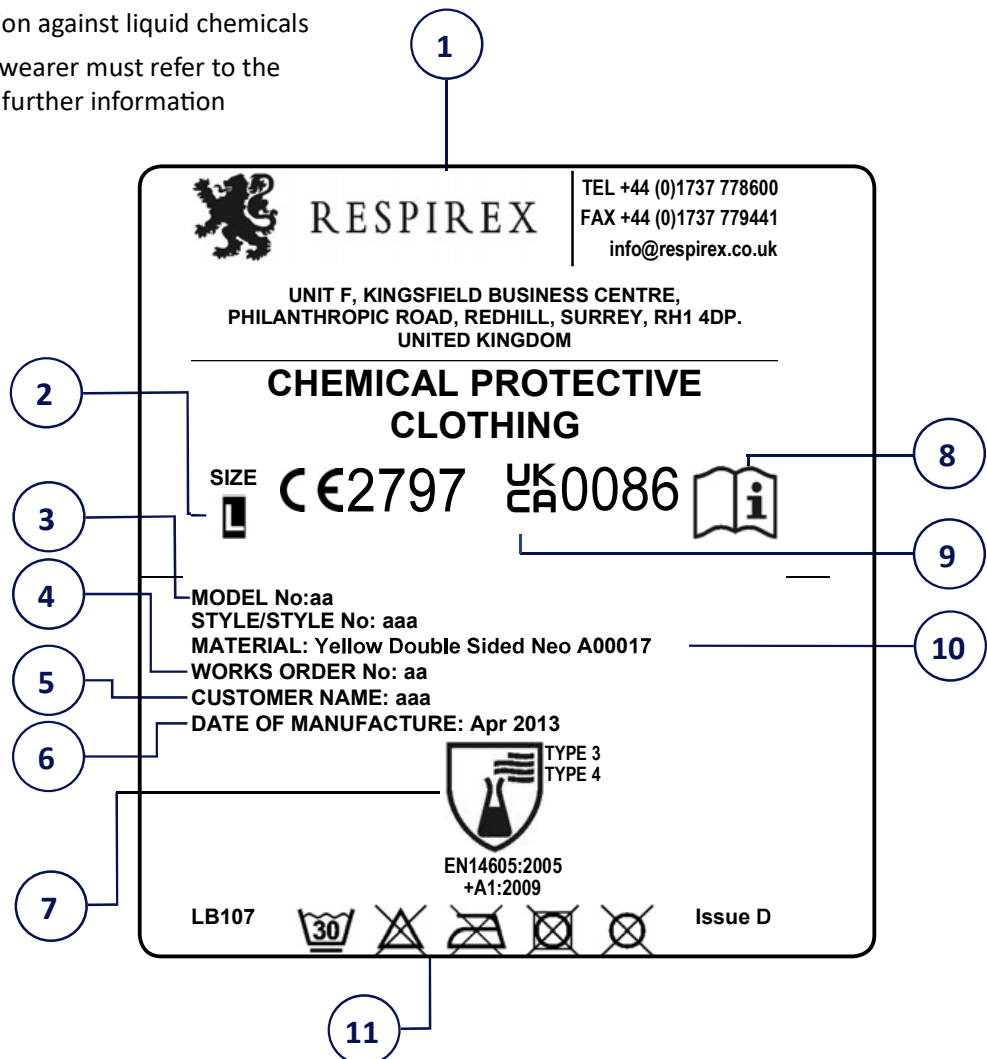 ion against liquid chemicals
wearer must refer to the
further information
1
RESPIREX
TEL +44 (0)1737 778600
FAX +44 (0)1737 779441
info@respirex.co.uk
UNIT F, KINGSFIELD BUSINESS CENTRE,
PHILANTHROPIC ROAD, REDHILL, SURREY, RH1 4DP.
UNITED KINGDOM
2
CHEMICAL PROTECTIVE
CLOTHING
8
SIZE
L
CE2797
UKCA0086
i
3
9
4
MODEL No:aa
STYLE/STYLE No: aaa
MATERIAL: Yellow Double Sided Neo A00017
10
WORKS ORDER No: aa
5
CUSTOMER NAME: aaa
DATE OF MANUFACTURE: Apr 2013
6
TYPE 3
TYPE 4
EN14605:2005
+A1:2009
7
LB107
30
Issue D
11